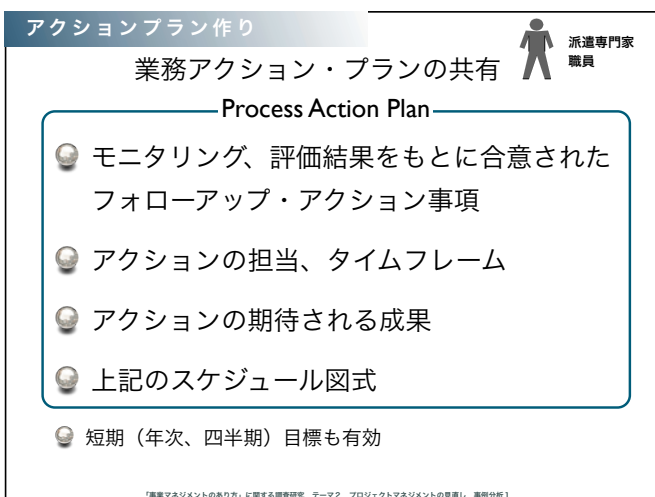 アクションプラン作り
派遣専門家
職員
業務アクション・プランの共有
Process Action Plan
モニタリング、評価結果をもとに合意された
フォローアップ・アクション事項
アクションの担当、タイムフレーム
アクションの期待される成果
上記のスケジュール図式
短期（年次、四半期）目標も有効
「事業マネジメントのあり方」に関する調査研究　テーマ２　プロジェクトマネジメントの見直し　事例分析１